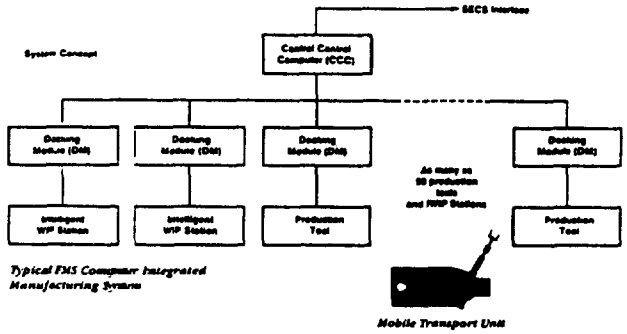 SECS Interface
System Concept
Central Control
Computer (CCC)
Docking
Module (DM)
Docking
Module (DM)
Docking
Module (DM)
Docking
Module (DM)
As many as
production
tools
and IWIP Stations
Intelligent
WIP Station
Intelligent
WIP Station
Production
Tool
Production
Tool
Typical FMS Computer Integrated
Manufacturing System
Mobile Transport Unit